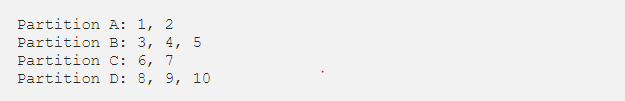 Partition A: 1, 2
Partition B: 3, 4, 5
Partition C: 6, 7
Partition D: 8, 9, 10